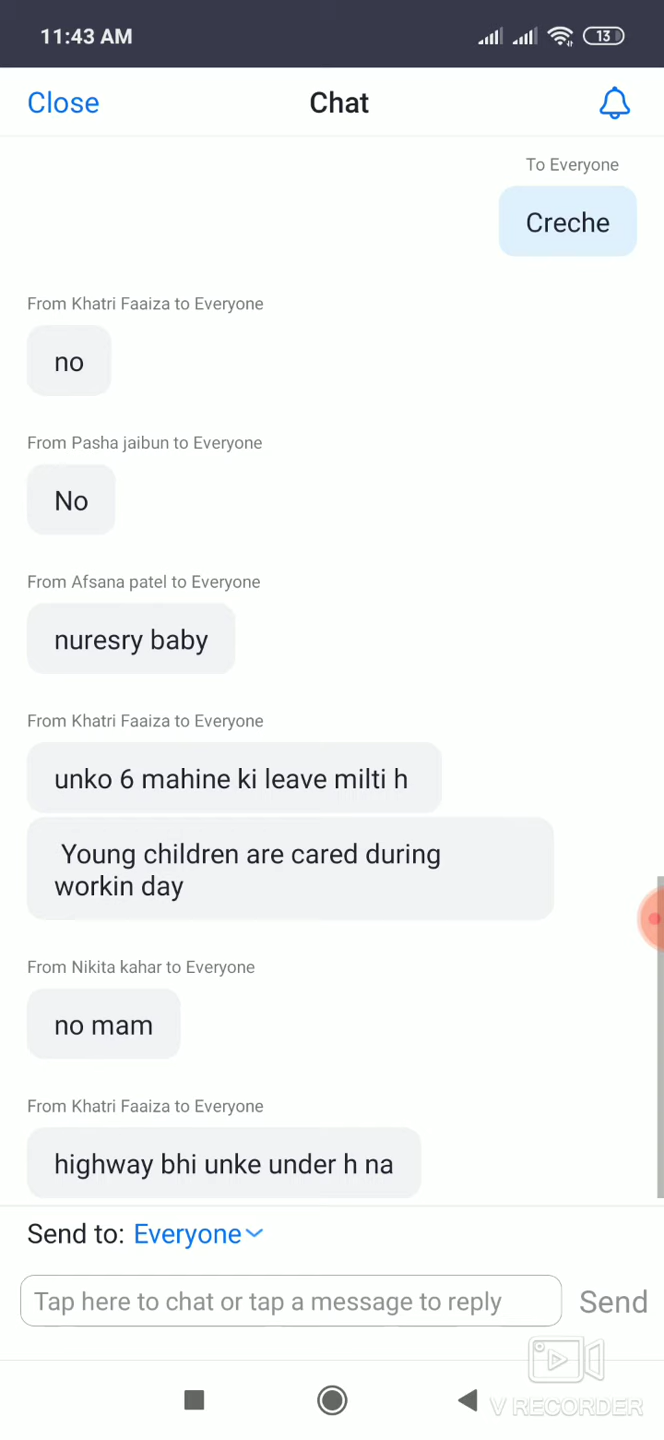 11:43 AM
13
Close
Chat
To Everyone
Creche
From Khatri Faaiza to Everyone
no
From Pasha jaibun to Everyone
No
From Afsana patel to Everyone
nuresry baby
From Khatri Faaiza to Everyone
unko 6 mahine ki leave milti h
Young children are cared during
workin day
From Nikita kahar to Everyone
no mam
From Khatri Faaiza to Everyone
highway bhi unke under h na
Send to: Everyone
Tap here to chat or tap a message to reply
Send
V RECORDER